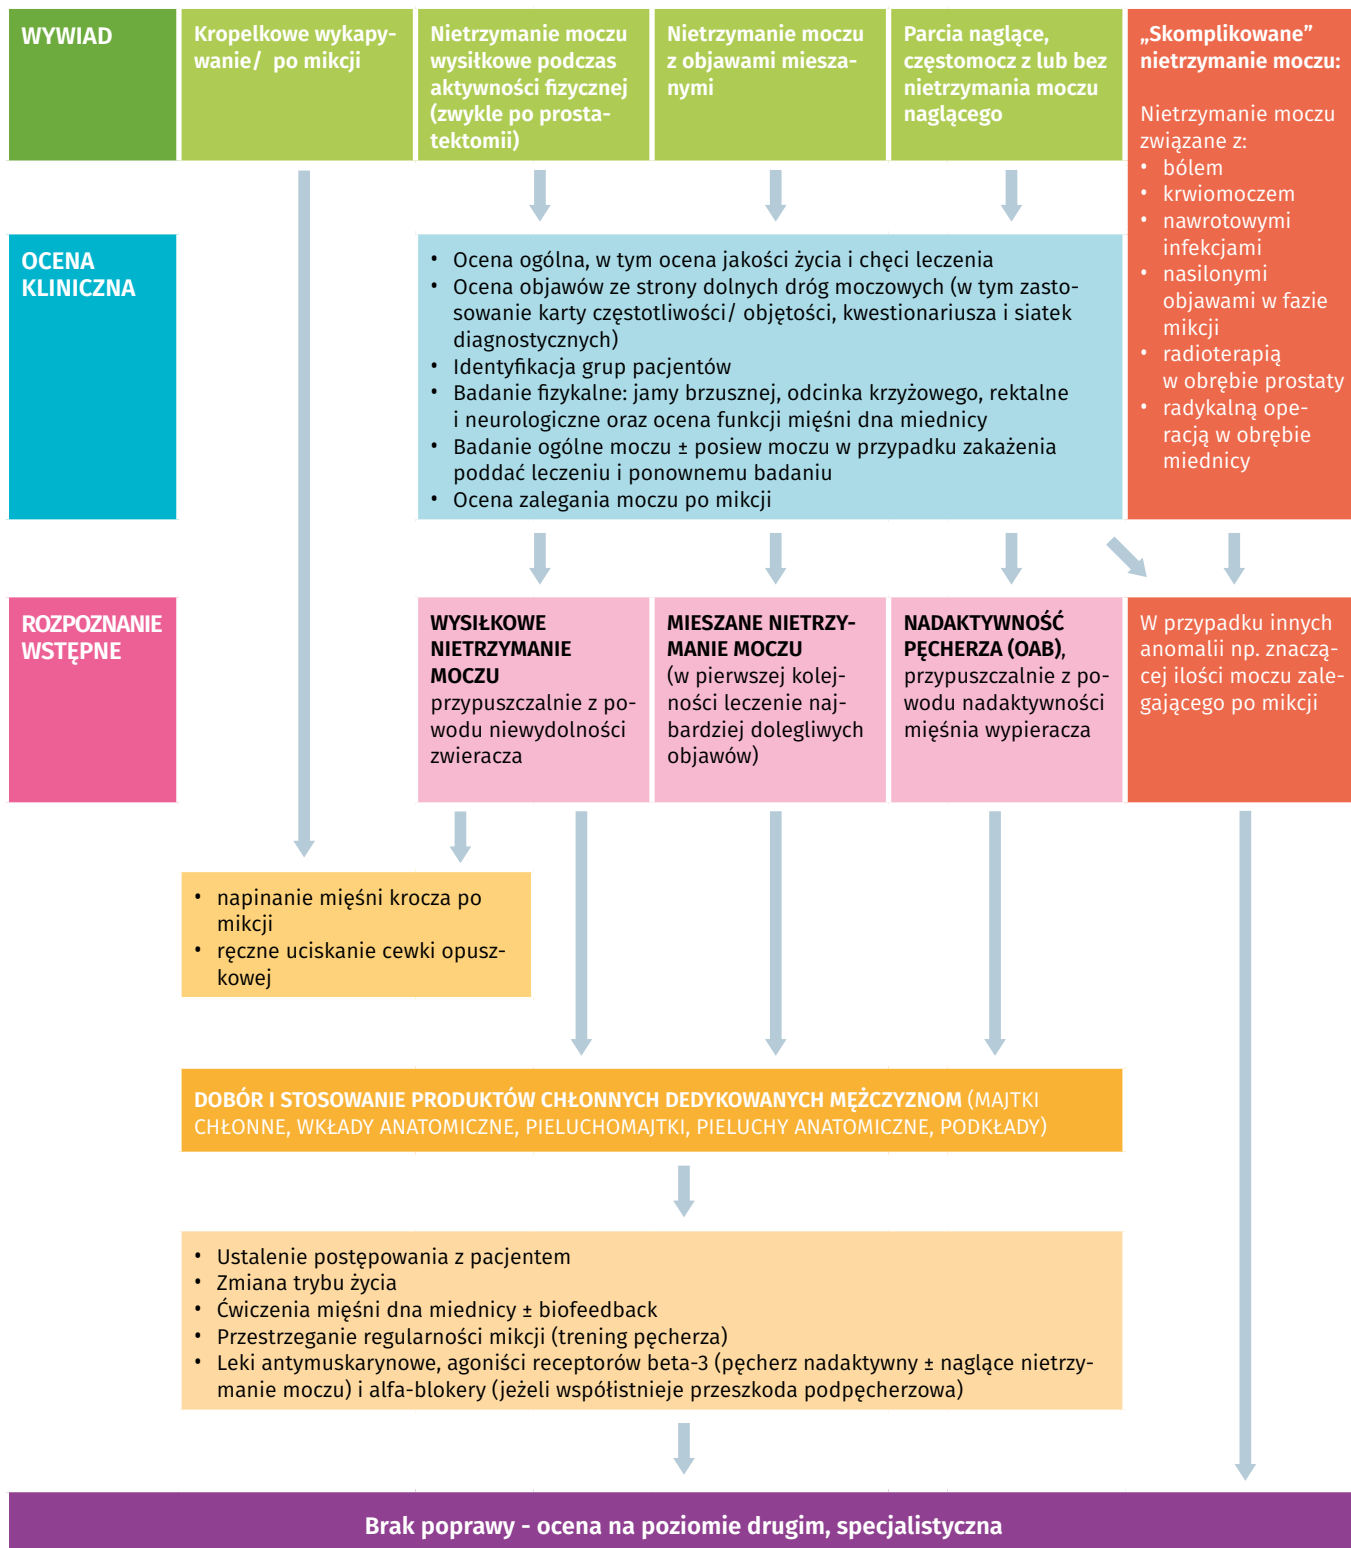 WYWIAD
Kropelkowe wykapy-
wanie/ po mikcji
Nietrzymanie moczu
wysiłkowe podczas
aktywności fizycznej
(zwykle po prosta-
tektomii)
Nietrzymanie moczu
z objawami miesza-
nymi
Parcia naglące,
częstomocz z lub bez
nietrzymania moczu
naglącego
„Skomplikowane”
nietrzymanie moczu:
Nietrzymanie moczu
związane z:
• bólem
• krwiomoczem
• nawrotowymi
infekcjami
• nasilonymi
objawami w fazie
mikcji
• radioterapią
w obrębie prostaty
• radykalną ope-
racją w obrębie
miednicy
OCENA
KLINICZNA
• Ocena ogólna, w tym ocena jakości życia i chęci leczenia
• Ocena objawów ze strony dolnych dróg moczowych (w tym zasto-
sowanie karty częstotliwości/ objętości, kwestionariusza i siatek
diagnostycznych)
• Identyfikacja grup pacjentów
• Badanie fizykalne: jamy brzusznej, odcinka krzyżowego, rektalne
i neurologiczne oraz ocena funkcji mięśni dna miednicy
• Badanie ogólne moczu ± posiew moczu w przypadku zakażenia
poddać leczeniu i ponownemu badaniu
• Ocena zalegania moczu po mikcji
ROZPOZNANIE
WSTĘPNE
WYSIŁKOWE
NIETRZYMANIE
MOCZU
przypuszczalnie z po-
wodu niewydolności
zwieracza
MIESZANE NIETRZY-
MANIE MOCZU
(w pierwszej kolej-
ności leczenie naj-
bardziej dolegliwych
objawów)
NADAKTYWNOŚĆ
PĘCHERZA (OAB),
przypuszczalnie z po-
wodu nadaktywności
mięśnia wypieracza
W przypadku innych
anomalii np. znaczą-
cej ilości moczu zale-
gającego po mikcji
• napinanie mięśni krocza po
mikcji
• ręczne uciskanie cewki opusz-
kowej
DOBÓR I STOSOWANIE PRODUKTÓW CHŁONNYCH DEDYKOWANYCH MĘŻCZYZNOM (MAJTKI
CHŁONNE, WKŁADY ANATOMICZNE, PIELUCHOMAJTKI, PIELUCHY ANATOMICZNE, PODKŁADY)
• Ustalenie postępowania z pacjentem
• Zmiana trybu życia
• Ćwiczenia mięśni dna miednicy ± biofeedback
• Przestrzeganie regularności mikcji (trening pęcherza)
• Leki antymuskarynowe, agoniści receptorów beta-3 (pęcherz nadaktywny ± naglące nietrzy-
manie moczu) i alfa-blokery (jeżeli współistnieje przeszkoda podpęcherzowa)
Brak poprawy - ocena na poziomie drugim, specjalistyczna